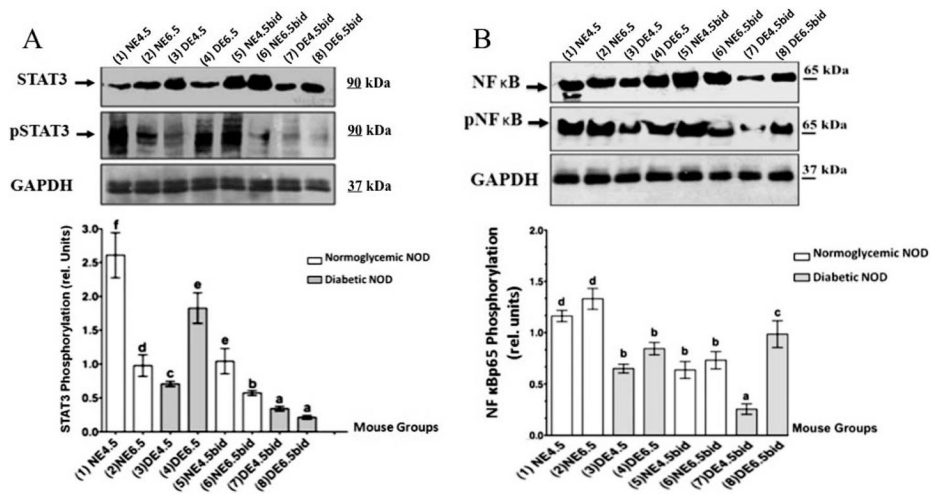 A
(1) NE4.5
(2) NE6.5
(3) DE4.5
(4) DE6.5
(5) NE4.5bid
(6) NE6.5bid
(7) DE4.5bid
(8) DE6.5bid
STAT3
90 kDa
pSTAT3
90 kDa
GAPDH
37 kDa
STAT3 Phosphorylation (rel. Units)
3.0
2.5
2.0
1.5
1.0
0.5
0.0
f
d
c
e
e
b
a
a
Normoglycemic NOD
Diabetic NOD
Mouse Groups
(1) NE4.5
(2)NE6.5
(3)DE4.5
(4)DE6.5
(5)NE4.5bid
(6)NE6.5bid
(7)DE4.5bid
(8)DE6.5bid
B
(1) NE4.5
(2) NE6.5
(3) DE4.5
(4) DE6.5
(5) NE4.5bid
(6) NE6.5bid
(7) DE4.5bid
(8) DE6.5bid
NFκB
65 kDa
pNFκB
65 kDa
GAPDH
37 kDa
NF κBp65 Phosphorylation
(rel. units)
2.0
1.5
1.0
0.5
0.0
d
d
b
b
b
b
a
c
Normoglycemic NOD
Diabetic NOD
Mouse Groups
(1) NE4.5
(2)NE6.5
(3)DE4.5
(4)DE6.5
(5)NE4.5bid
(6)NE6.5bid
(7)DE4.5bid
(8)DE6.5bid